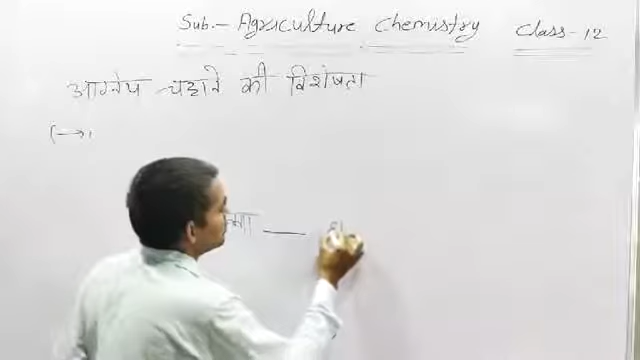 Sub.- Agriculture Chemistry Class-12
आग्नेय चट्टाने की विशेषता